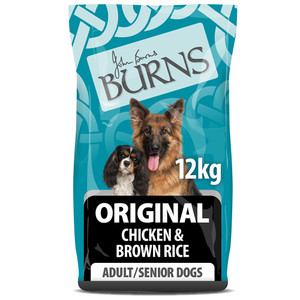 John Burns
BURNS
12kg
ORIGINAL
CHICKEN &
BROWN RICE
ADULT/SENIOR DOGS